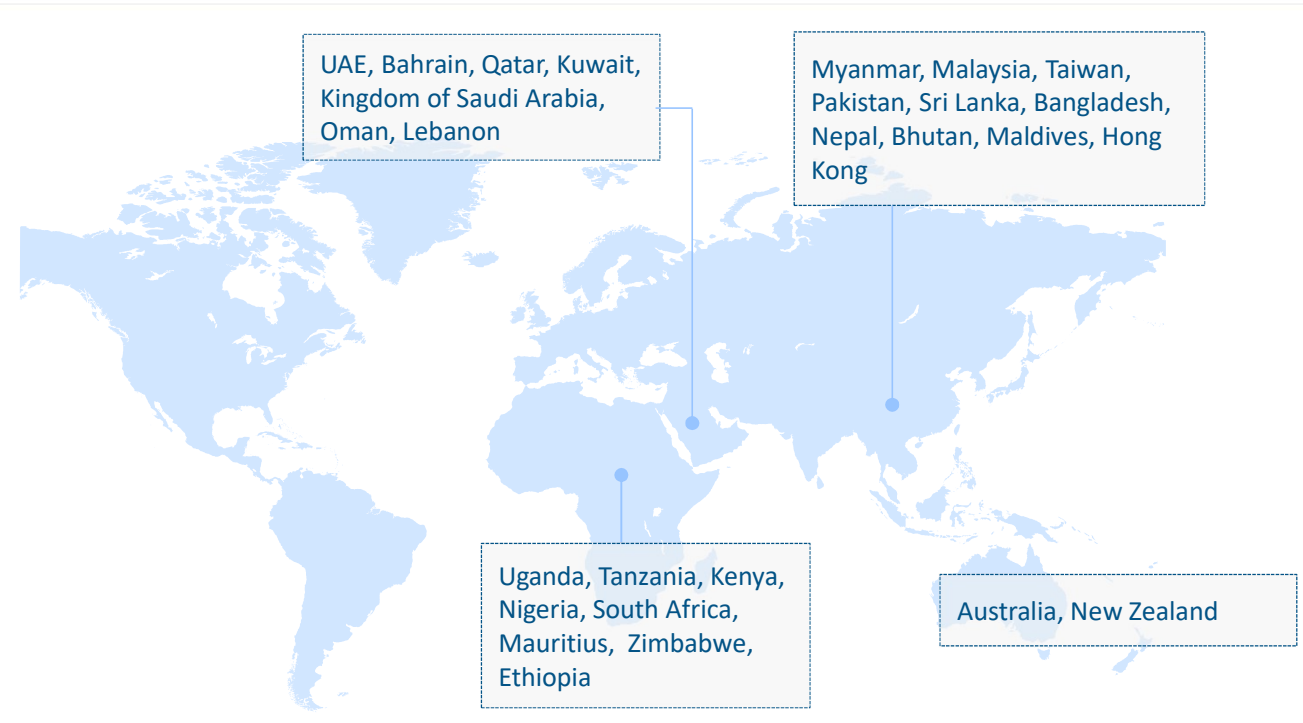 UAE, Bahrain, Qatar, Kuwait,
Kingdom of Saudi Arabia,
Oman, Lebanon
Myanmar, Malaysia, Taiwan,
Pakistan, Sri Lanka, Bangladesh,
Nepal, Bhutan, Maldives, Hong
Kong
Uganda, Tanzania, Kenya,
Nigeria, South Africa,
Mauritius,  Zimbabwe,
Ethiopia
Australia, New Zealand